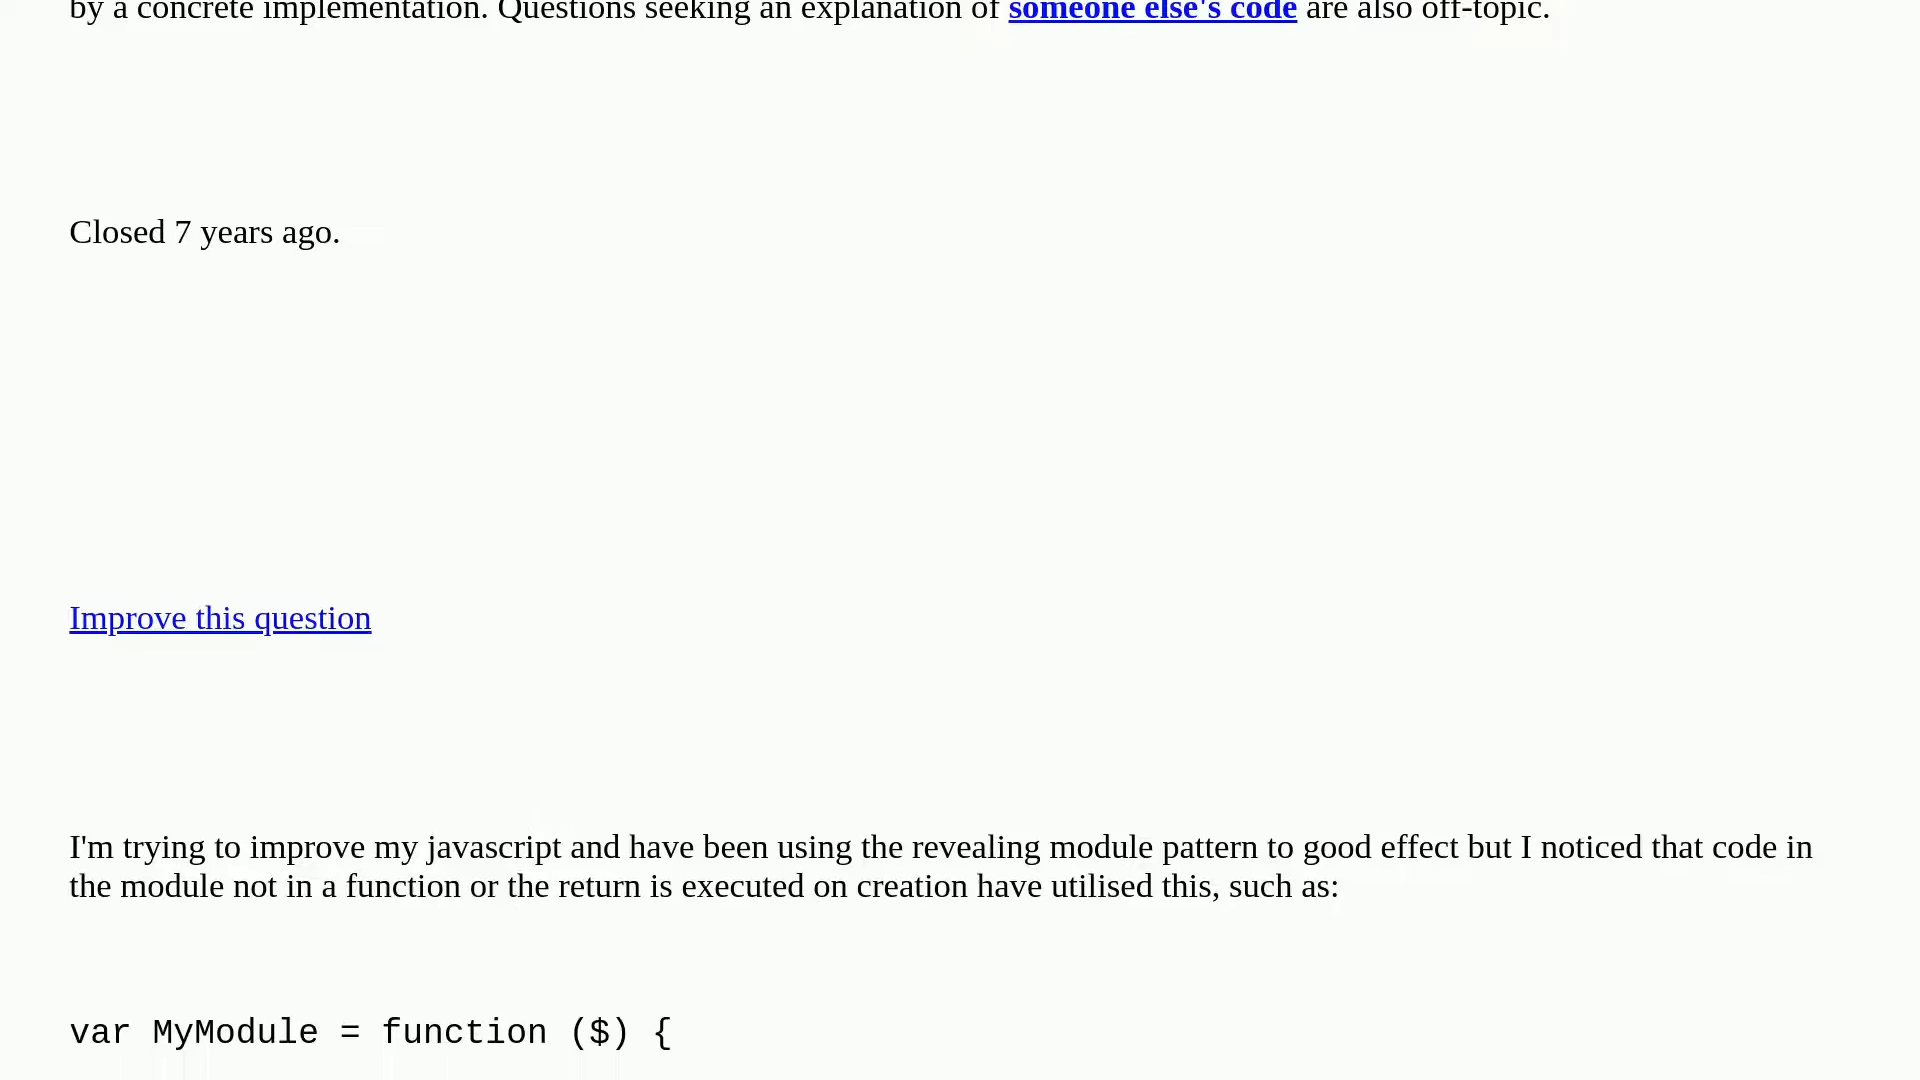 by a concrete implementation. Questions seeking an explanation of someone else's code are also off-topic.
Closed 7 years ago.
Improve this question
I'm trying to improve my javascript and have been using the revealing module pattern to good effect but I noticed that code in
the module not in a function or the return is executed on creation have utilised this, such as:
var MyModule = function ($) {